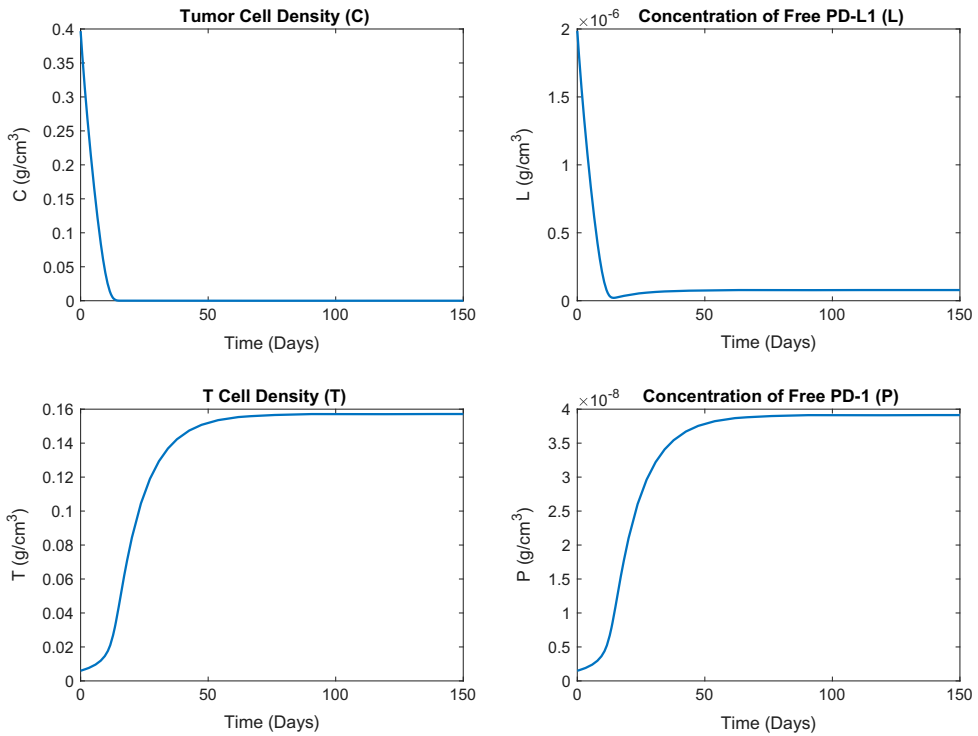 Tumor Cell Density (C)
C (g/cm³)
0.4
0.35
0.3
0.25
0.2
0.15
0.1
0.05
0
0 50 100 150
Time (Days)
Concentration of Free PD-L1 (L)
×10⁻⁶
L (g/cm³)
2
1.5
1
0.5
0
0 50 100 150
Time (Days)
T Cell Density (T)
T (g/cm³)
0.16
0.14
0.12
0.1
0.08
0.06
0.04
0.02
0
0 50 100 150
Time (Days)
Concentration of Free PD-1 (P)
×10⁻⁸
P (g/cm³)
4
3.5
3
2.5
2
1.5
1
0.5
0
0 50 100 150
Time (Days)